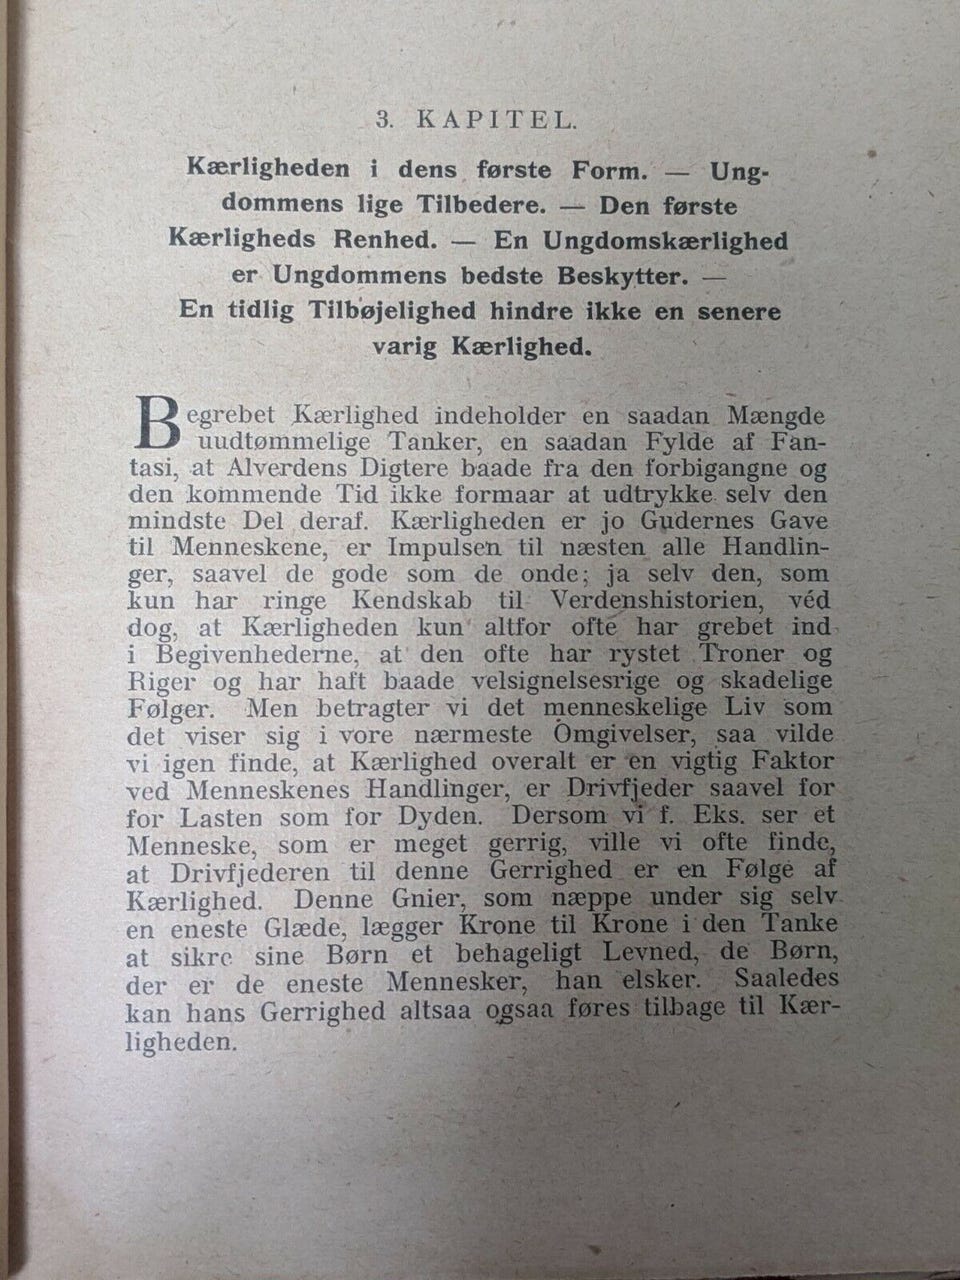 3. KAPITEL.
Kærligheden i dens første Form. — Ung-
dommens lige Tilbedere. — Den første
Kærligheds Renhed. — En Ungdomskærlighed
er Ungdommens bedste Beskytter. —
En tidlig Tilbøjelighed hindre ikke en senere
varig Kærlighed.
Begrebet Kærlighed indeholder en saadan Mængde
uudtømmelige Tanker, en saadan Fylde af Fan-
tasi, at Alverdens Digtere baade fra den forbigangne og
den kommende Tid ikke formaar at udtrykke selv den
mindste Del deraf. Kærligheden er jo Gudernes Gave
til Menneskene, er Impulsen til næsten alle Handlin-
ger, saavel de gode som de onde; ja selv den, som
kun har ringe Kendskab til Verdenshistorien, véd
dog, at Kærligheden kun altfor ofte har grebet ind
i Begivenhederne, at den ofte har rystet Troner og
Riger og har haft baade velsignelsesrige og skadelige
Følger. Men betragter vi det menneskelige Liv som
det viser sig i vore nærmeste Omgivelser, saa vilde
vi igen finde, at Kærlighed overalt er en vigtig Faktor
ved Menneskenes Handlinger, er Drivfjeder saavel for
for Lasten som for Dyden. Dersom vi f. Eks. ser et
Menneske, som er meget gerrig, ville vi ofte finde,
at Drivfjederen til denne Gerrighed er en Følge af
Kærlighed. Denne Gnier, som næppe under sig selv
en eneste Glæde, lægger Krone til Krone i den Tanke
at sikre sine Børn et behageligt Levned, de Børn,
der er de eneste Mennesker, han elsker. Saaledes
kan hans Gerrighed altsaa ogsaa føres tilbage til Kær-
ligheden.